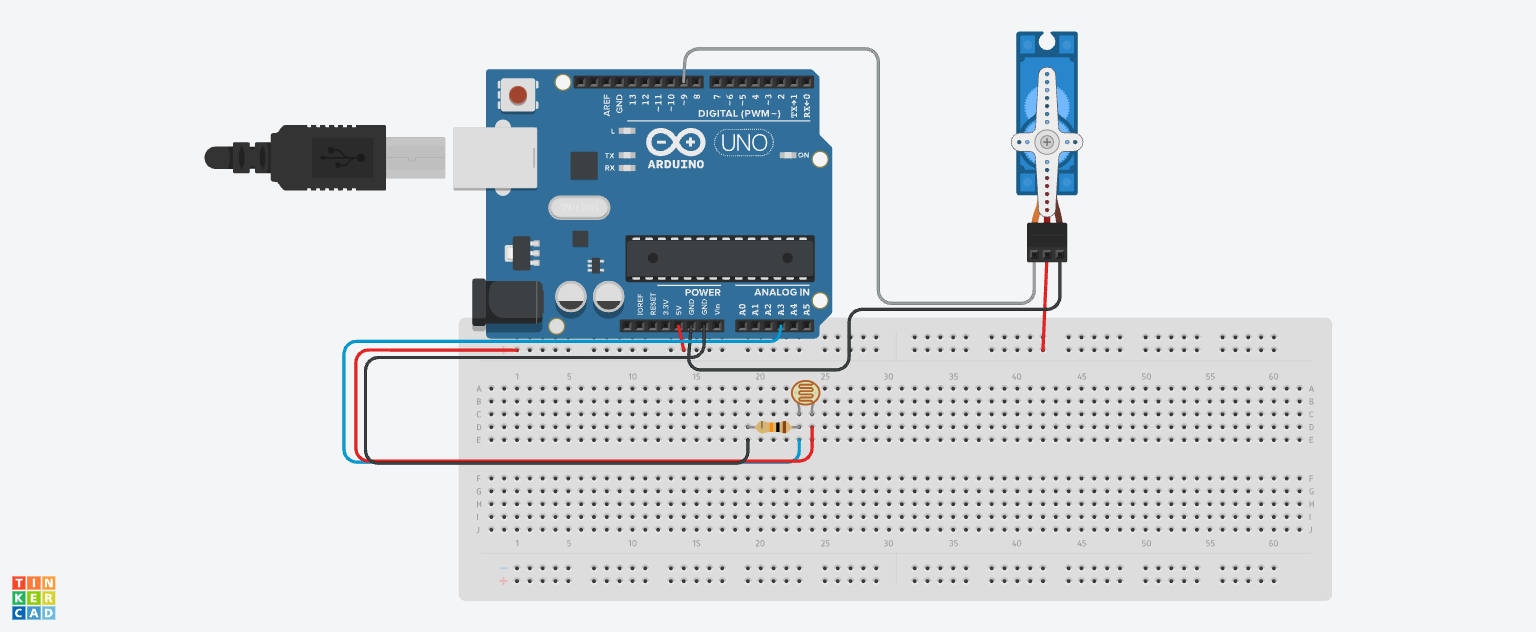 AREF
GND
13
12
~11
~10
~9
8
7
~6
~5
4
~3
2
TX→1
RX←0
DIGITAL (PWM~)
L
TX
RX
ARDUINO
UNO
ON
POWER
ANALOG IN
IOREF
RESET
3.3V
5V
GND
GND
Vin
A0
A1
A2
A3
A4
A5
1 5 10 15 20 25 30 35 40 45 50 55 60
A A
B B
C C
D D
E E
F F
G G
H H
I I
J J
1 5 10 15 20 25 30 35 40 45 50 55 60
TIN
KER
CAD